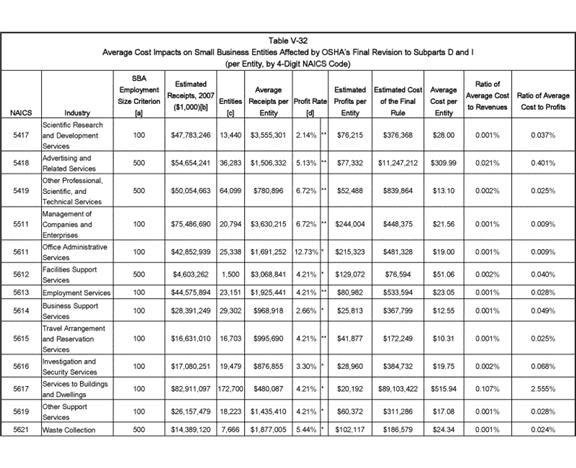 Table V-32
Average Cost Impacts on Small Business Entities Affected by OSHA's Final Revision to Subparts D and I
(per Entity, by 4-Digit NAICS Code)
NAICS Industry SBA Employment Size Criterion [a] Estimated Receipts, 2007 ($1,000)[b] Entities [c] Average Receipts per Entity Profit Rate [d] Estimated Profits per Entity Estimated Cost of the Final Rule Average Cost per Entity Ratio of Average Cost to Revenues Ratio of Average Cost to Profits
5417 Scientific Research and Development Services 100 $47,783,246 13,440 $3,555,301 2.14% ** $76,215 $376,368 $28.00 0.001% 0.037%
5418 Advertising and Related Services 500 $54,654,241 36,283 $1,506,332 5.13% ** $77,332 $11,247,212 $309.99 0.021% 0.401%
5419 Other Professional, Scientific, and Technical Services 500 $50,054,663 64,099 $780,896 6.72% ** $52,488 $839,864 $13.10 0.002% 0.025%
5511 Management of Companies and Enterprises 100 $75,486,690 20,794 $3,630,215 6.72% ** $244,004 $448,375 $21.56 0.001% 0.009%
5611 Office Administrative Services 100 $42,852,939 25,338 $1,691,252 12.73% * $215,323 $481,328 $19.00 0.001% 0.009%
5612 Facilities Support Services 500 $4,603,262 1,500 $3,068,841 4.21% * $129,072 $76,594 $51.06 0.002% 0.040%
5613 Employment Services 100 $44,575,894 23,151 $1,925,441 4.21% ** $80,982 $533,594 $23.05 0.001% 0.028%
5614 Business Support Services 100 $28,391,249 29,302 $968,918 2.66% * $25,813 $367,799 $12.55 0.001% 0.049%
5615 Travel Arrangement and Reservation Services 100 $16,631,010 16,703 $995,690 4.21% ** $41,877 $172,249 $10.31 0.001% 0.025%
5616 Investigation and Security Services 100 $17,080,251 19,479 $876,855 3.30% * $28,960 $384,732 $19.75 0.002% 0.068%
5617 Services to Buildings and Dwellings 100 $82,911,097 172,700 $480,087 4.21% * $20,192 $89,103,422 $515.94 0.107% 2.555%
5619 Other Support Services 100 $26,157,479 18,223 $1,435,410 4.21% * $60,372 $311,286 $17.08 0.001% 0.028%
5621 Waste Collection 500 $14,389,120 7,666 $1,877,005 5.44% * $102,117 $186,579 $24.34 0.001% 0.024%